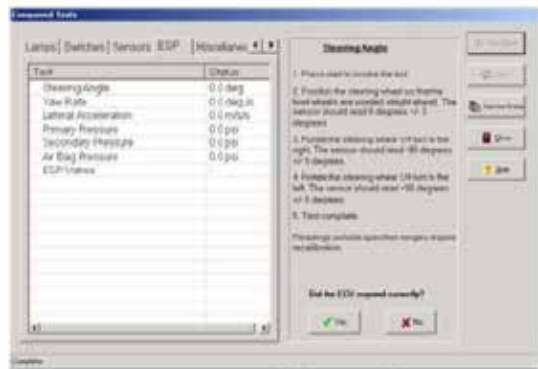 Component Tests
Lamps Switches Sensors ESP Miscellaneo
Test Status
Steering Angle 0.0 deg
Yaw Rate 0.0 deg/s
Lateral Acceleration 0.0 m/s/s
Primary Pressure 0.0 psi
Secondary Pressure 0.0 psi
Air Bag Pressure 0.0 psi
ESP Valves
Steering Angle
1. Press start to invoke the test.
2. Position the steering wheel so that the
front wheels are pointed straight ahead. The
sensor should read 0 degrees +/- 
degrees
3. Rotate the steering wheel 1/4 turn to the
right. The sensor should read -90 degrees
+/- 5 degrees.
4. Rotate the steering wheel 1/4 turn to the
left. The sensor should read +90 degrees
+/- 5 degrees.
5. Test complete.
Readings outside specified ranges require
recalibration.
Did the ECU respond correctly?
Yes No
Complete